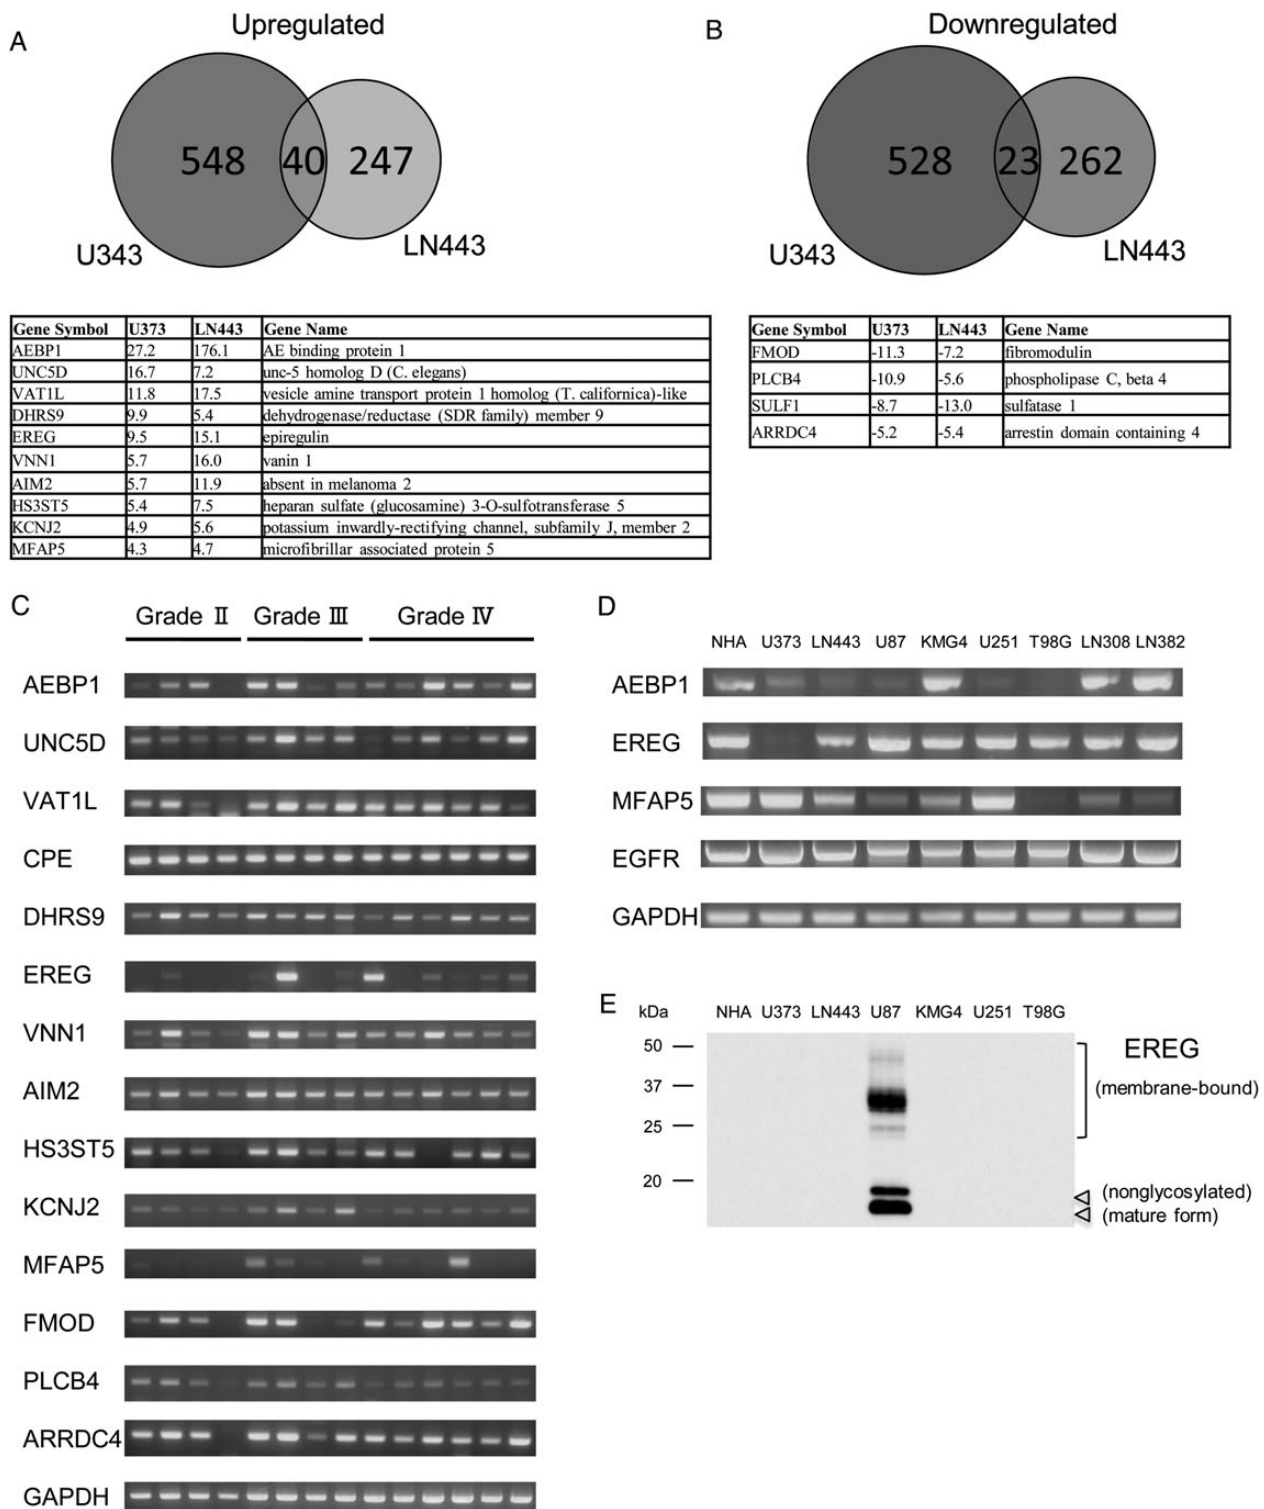 A
Upregulated
548 40 247
U343
LN443
Gene Symbol U373 LN443 Gene Name
AEBP1 27.2 176.1 AE binding protein 1
UNC5D 16.7 7.2 unc-5 homolog D (C. elegans)
VAT1L 11.8 17.5 vesicle amine transport protein 1 homolog (T. californica)-like
DHRS9 9.9 5.4 dehydrogenase/reductase (SDR family) member 9
EREG 9.5 15.1 epiregulin
VNN1 5.7 16.0 vanin 1
AIM2 5.7 11.9 absent in melanoma 2
HS3ST5 5.4 7.5 heparan sulfate (glucosamine) 3-O-sulfotransferase 5
KCNJ2 4.9 5.6 potassium inwardly-rectifying channel, subfamily J, member 2
MFAP5 4.3 4.7 microfibrillar associated protein 5
B
Downregulated
528 23 262
U343
LN443
Gene Symbol U373 LN443 Gene Name
FMOD -11.3 -7.2 fibromodulin
PLCB4 -10.9 -5.6 phospholipase C, beta 4
SULF1 -8.7 -13.0 sulfatase 1
ARRDC4 -5.2 -5.4 arrestin domain containing 4
C
Grade Ⅱ Grade Ⅲ Grade Ⅳ
AEBP1
UNC5D
VAT1L
CPE
DHRS9
EREG
VNN1
AIM2
HS3ST5
KCNJ2
MFAP5
FMOD
PLCB4
ARRDC4
GAPDH
D
NHA U373 LN443 U87 KMG4 U251 T98G LN308 LN382
AEBP1
EREG
MFAP5
EGFR
GAPDH
E
kDa NHA U373 LN443 U87 KMG4 U251 T98G
50
37
25
20
EREG
(membrane-bound)
(nonglycosylated)
(mature form)